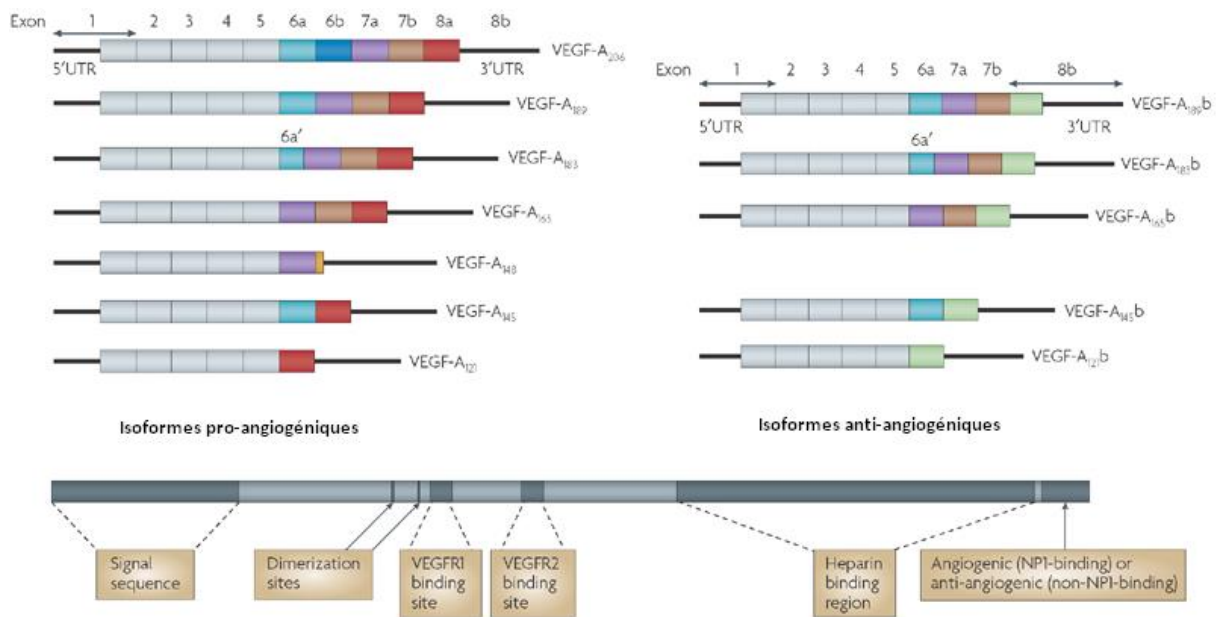 Exon 1 2 3 4 5 6a 6b 7a 7b 8a 8b
5'UTR 3'UTR VEGF-A206
VEGF-A189
6a'
VEGF-A183
VEGF-A165
VEGF-A148
VEGF-A145
VEGF-A121
Isoformes pro-angiogéniques
Exon 1 2 3 4 5 6a 7a 7b 8b
VEGF-A189b
5'UTR 3'UTR
6a'
VEGF-A183b
VEGF-A165b
VEGF-A145b
VEGF-A121b
Isoformes anti-angiogéniques
Signal
sequence
Dimerization
sites
VEGFR1
binding
site
VEGFR2
binding
site
Heparin
binding
region
Angiogenic (NP1-binding) or
anti-angiogenic (non-NP1-binding)